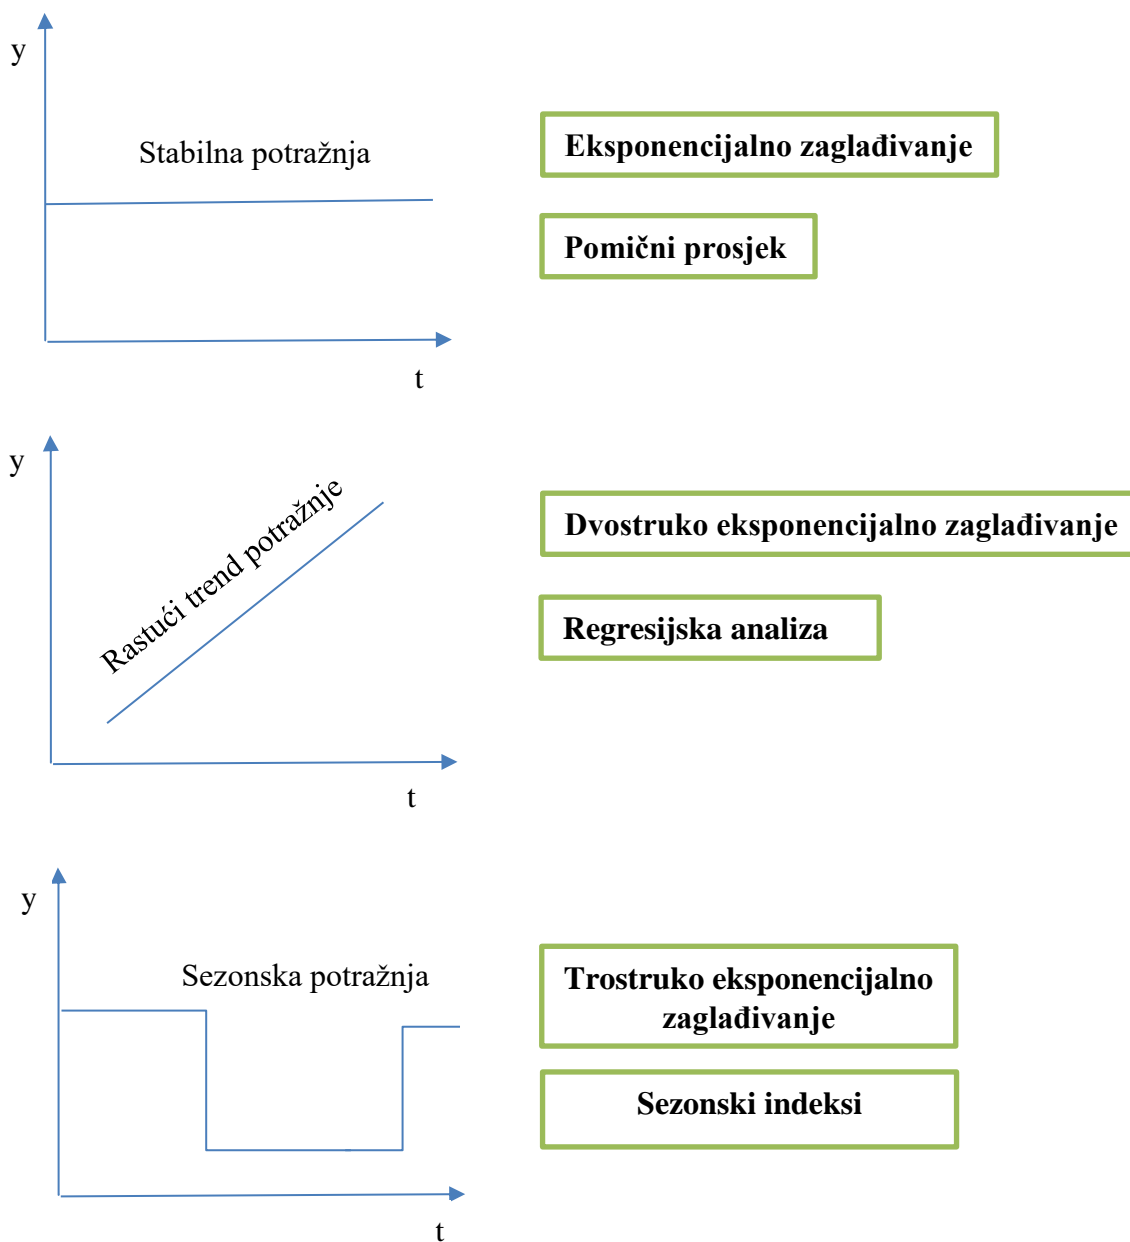 y
Stabilna potražnja
t
Eksponencijalno zaglađivanje
Pomični prosjek
y
Rastući trend potražnje
t
Dvostruko eksponencijalno zaglađivanje
Regresijska analiza
y
Sezonska potražnja
t
Trostruko eksponencijalno
zaglađivanje
Sezonski indeksi